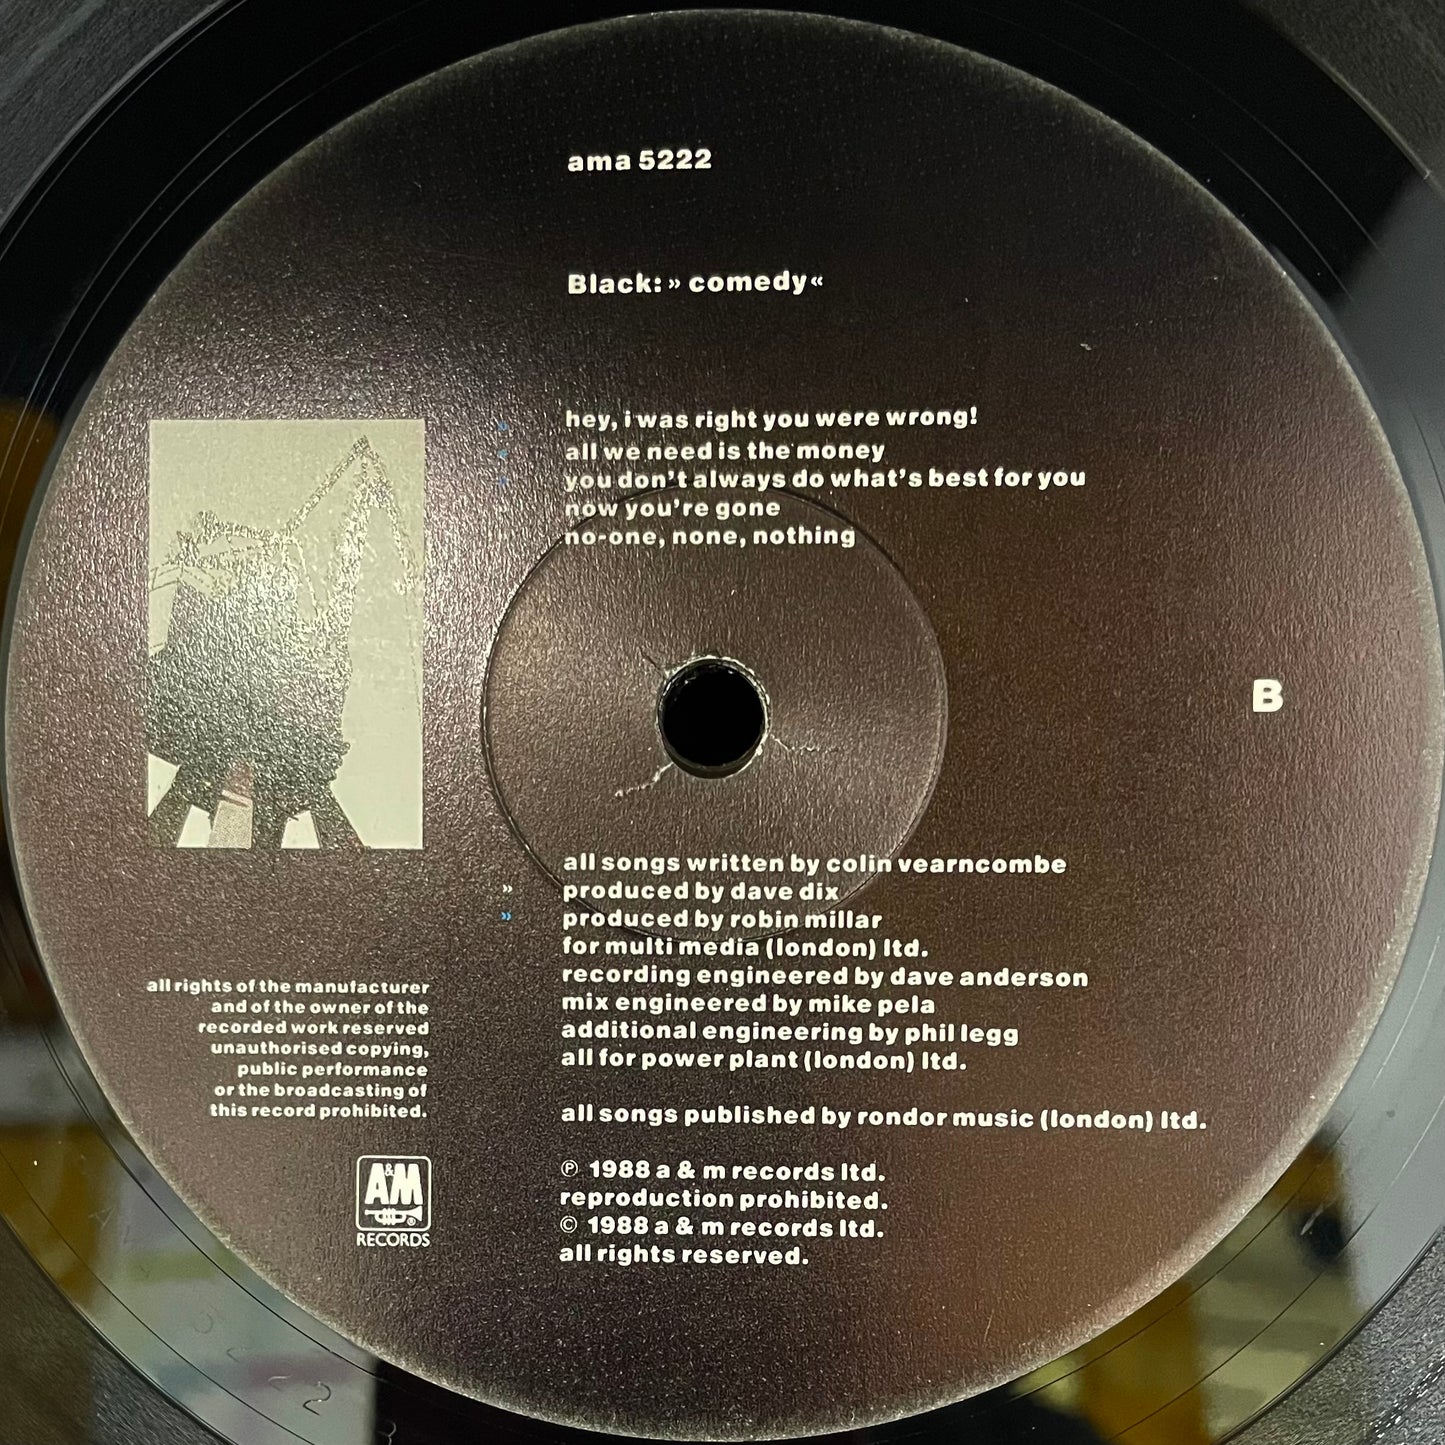 ama 5222
Black: » comedy «
hey, i was right you were wrong!
all we need is the money
you don't always do what's best for you
now you're gone
no-one, none, nothing
B
all songs written by colin vearncombe
» produced by dave dix
» produced by robin millar
for multi media (london) ltd.
recording engineered by dave anderson
mix engineered by mike pela
additional engineering by phil legg
all for power plant (london) ltd.
all songs published by rondor music (london) ltd.
℗ 1988 a & m records ltd.
reproduction prohibited.
© 1988 a & m records ltd.
all rights reserved.
all rights of the manufacturer
and of the owner of the
recorded work reserved
unauthorised copying,
public performance
or the broadcasting of
this record prohibited.
A&M
®
RECORDS